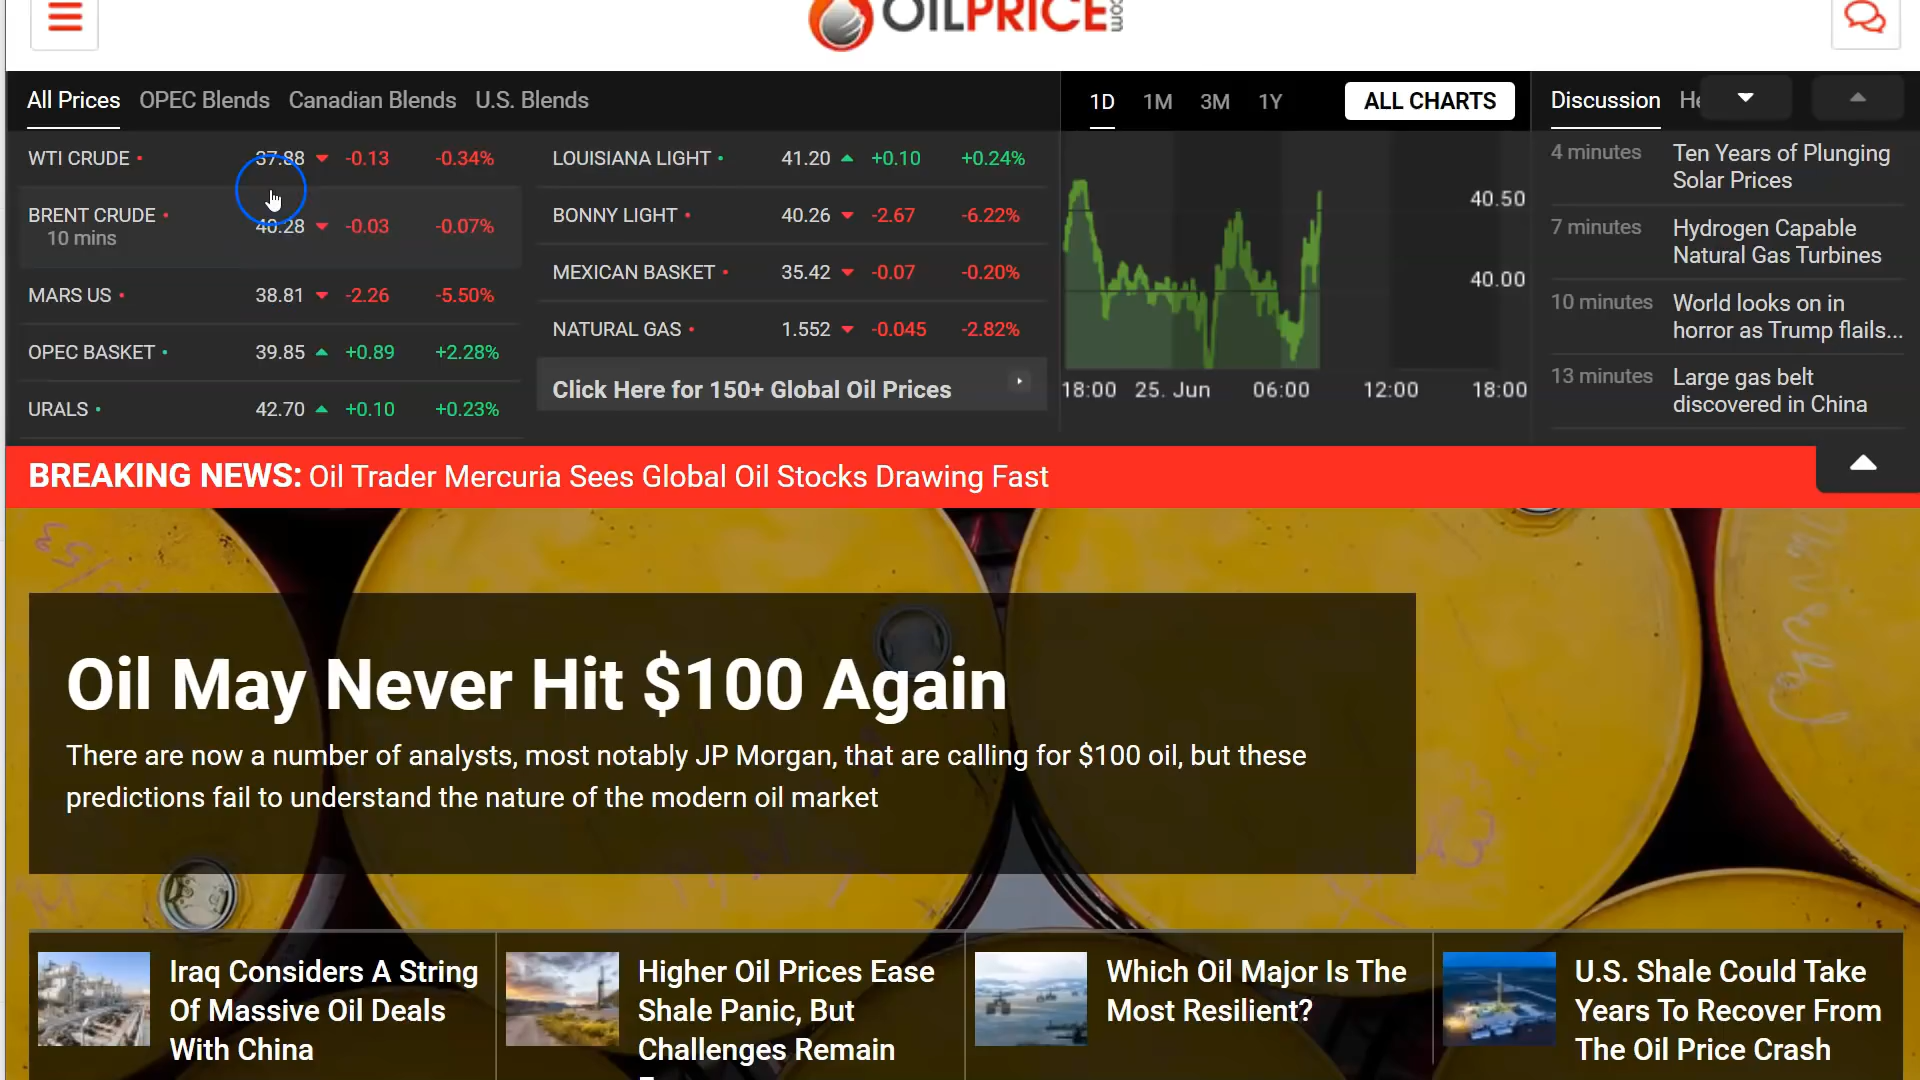 OILPRICE.com
All Prices OPEC Blends Canadian Blends U.S. Blends
WTI CRUDE 37.88 -0.13 -0.34%
BRENT CRUDE 40.28 -0.03 -0.07%
10 mins
MARS US 38.81 -2.26 -5.50%
OPEC BASKET 39.85 +0.89 +2.28%
URALS 42.70 +0.10 +0.23%
LOUISIANA LIGHT 41.20 +0.10 +0.24%
BONNY LIGHT 40.26 -2.67 -6.22%
MEXICAN BASKET 35.42 -0.07 -0.20%
NATURAL GAS 1.552 -0.045 -2.82%
Click Here for 150+ Global Oil Prices
1D 1M 3M 1Y ALL CHARTS
40.50
40.00
18:00 25. Jun 06:00 12:00 18:00
Discussion He
4 minutes Ten Years of Plunging
Solar Prices
7 minutes Hydrogen Capable
Natural Gas Turbines
10 minutes World looks on in
horror as Trump flails...
13 minutes Large gas belt
discovered in China
BREAKING NEWS: Oil Trader Mercuria Sees Global Oil Stocks Drawing Fast
Oil May Never Hit $100 Again
There are now a number of analysts, most notably JP Morgan, that are calling for $100 oil, but these
predictions fail to understand the nature of the modern oil market
Iraq Considers A String
Of Massive Oil Deals
With China
Higher Oil Prices Ease
Shale Panic, But
Challenges Remain
Which Oil Major Is The
Most Resilient?
U.S. Shale Could Take
Years To Recover From
The Oil Price Crash